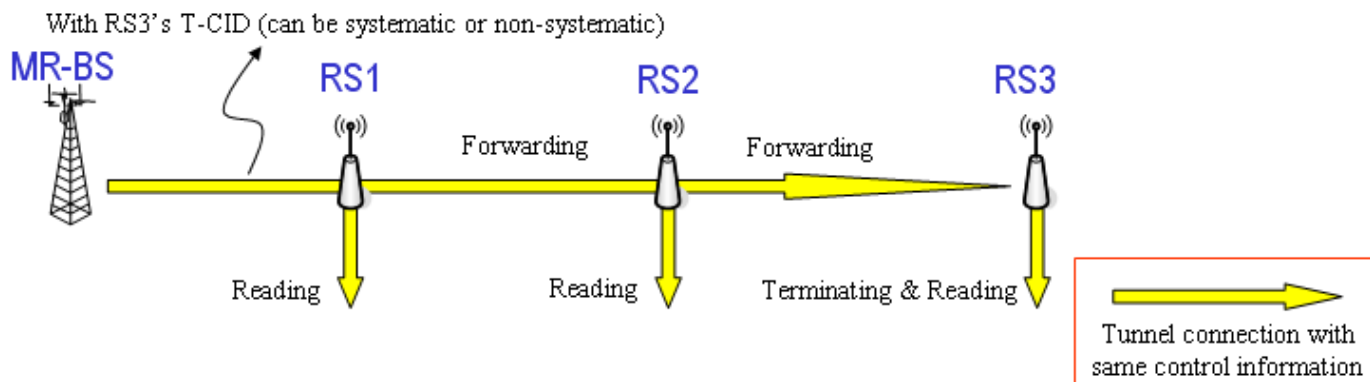 With RS3's T-CID (can be systematic or non-systematic)
MR-BS
RS1
RS2
RS3
Forwarding
Forwarding
Reading
Reading
Terminating & Reading
Tunnel connection with
same control information